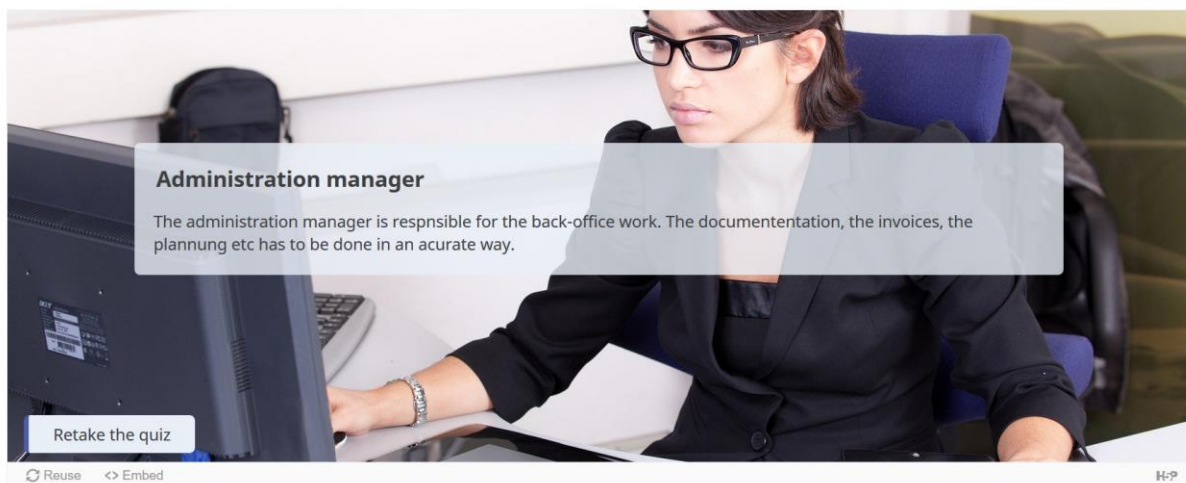 Administration manager
The administration manager is respnsible for the back-office work. The documententation, the invoices, the
plannung etc has to be done in an acurate way.
Retake the quiz
Reuse <> Embed
H5P